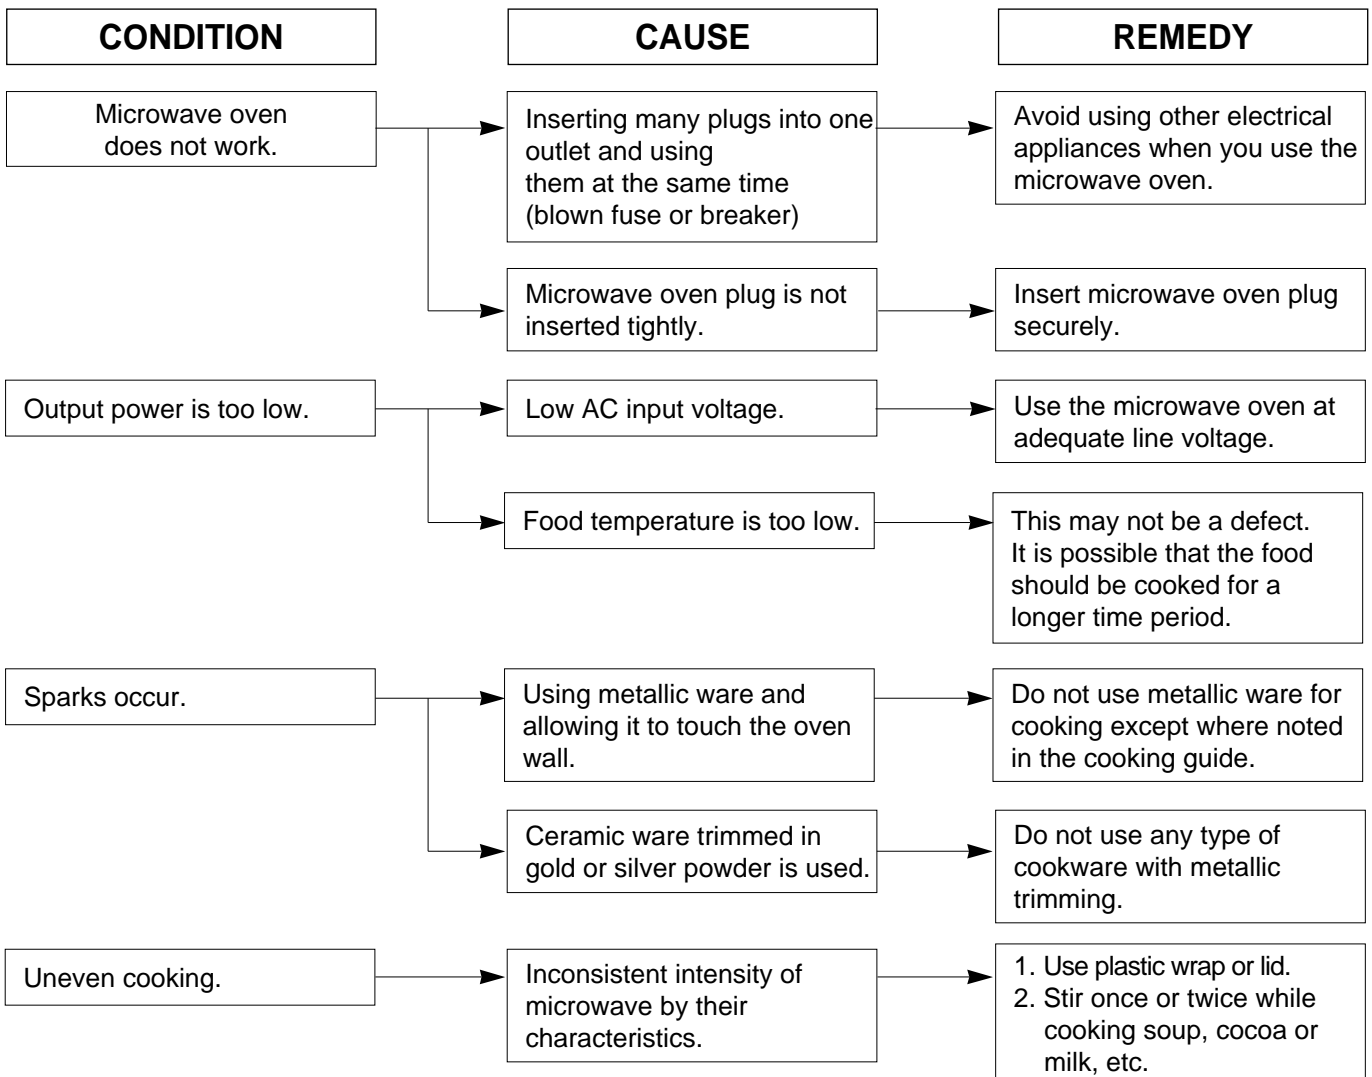 CONDITION
CAUSE
REMEDY
Microwave oven
does not work.
Inserting many plugs into one
outlet and using
them at the same time
(blown fuse or breaker)
Avoid using other electrical
appliances when you use the
microwave oven.
Microwave oven plug is not
inserted tightly.
Insert microwave oven plug
securely.
Output power is too low.
Low AC input voltage.
Use the microwave oven at
adequate line voltage.
Food temperature is too low.
This may not be a defect.
It is possible that the food
should be cooked for a
longer time period.
Sparks occur.
Using metallic ware and
allowing it to touch the oven
wall.
Do not use metallic ware for
cooking except where noted
in the cooking guide.
Ceramic ware trimmed in
gold or silver powder is used.
Do not use any type of
cookware with metallic
trimming.
Uneven cooking.
Inconsistent intensity of
microwave by their
characteristics.
1. Use plastic wrap or lid.
2. Stir once or twice while
cooking soup, cocoa or
milk, etc.